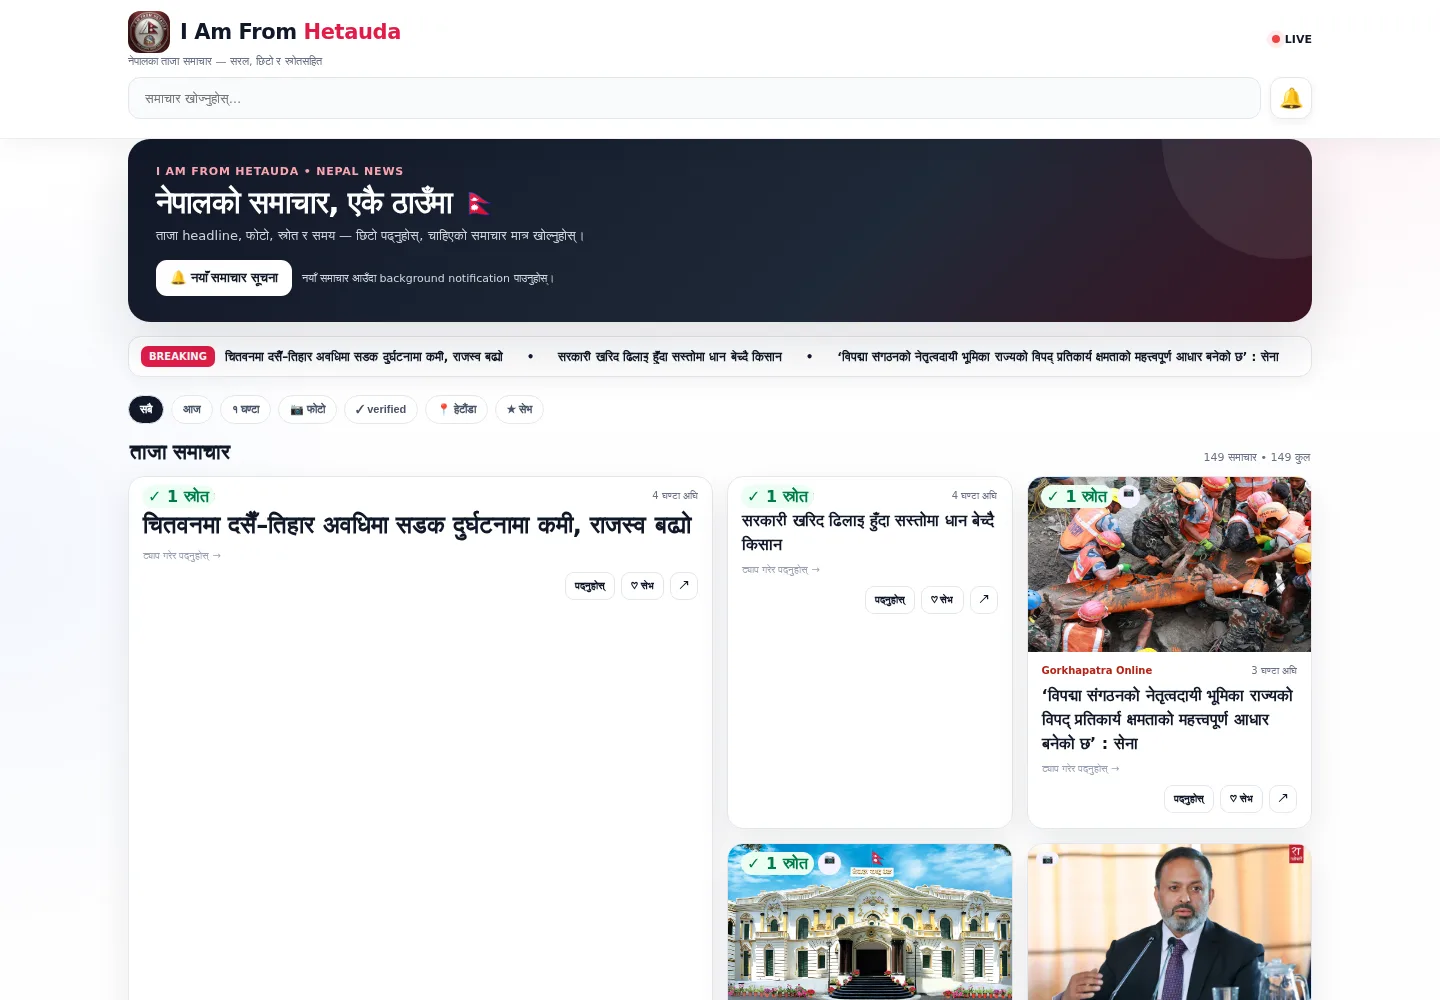 I Am From Hetauda
नेपालका ताजा समाचार — सरल, छिटो र स्रोतसहित
LIVE
समाचार खोज्नुहोस्...
I AM FROM HETAUDA • NEPAL NEWS
नेपालको समाचार, एकै ठाउँमा
ताजा headline, फोटो, स्रोत र समय — छिटो पढ्नुहोस्, चाहिएको समाचार मात्र खोल्नुहोस्।
नयाँ समाचार सूचना
नयाँ समाचार आउँदा background notification पाउनुहोस्।
BREAKING चितवनमा दसैँ–तिहार अवधिमा सडक दुर्घटनामा कमी, राजस्व बढ्यो • सरकारी खरिद ढिलाइ हुँदा सस्तोमा धान बेच्दै किसान • ‘विपद्मा संगठनको नेतृत्वदायी भूमिका राज्यको विपद् प्रतिकार्य क्षमताको महत्त्वपूर्ण आधार बनेको छ’ : सेना
सबै आज १ घण्टा फोटो ✓ verified हेटौंडा ★ सेभ
ताजा समाचार
149 समाचार • 149 कुल
✓ 1 स्रोत
4 घण्टा अघि
चितवनमा दसैँ–तिहार अवधिमा सडक दुर्घटनामा कमी, राजस्व बढ्यो
ट्याप गरेर पढ्नुहोस् →
पढ्नुहोस् ♡ सेभ ↗
✓ 1 स्रोत
4 घण्टा अघि
सरकारी खरिद ढिलाइ हुँदा सस्तोमा धान बेच्दै
किसान
ट्याप गरेर पढ्नुहोस् →
पढ्नुहोस् ♡ सेभ ↗
✓ 1 स्रोत
Gorkhapatra Online
3 घण्टा अघि
‘विपद्मा संगठनको नेतृत्वदायी भूमिका राज्यको
विपद् प्रतिकार्य क्षमताको महत्त्वपूर्ण आधार
बनेको छ’ : सेना
ट्याप गरेर पढ्नुहोस् →
पढ्नुहोस् ♡ सेभ ↗
✓ 1 स्रोत